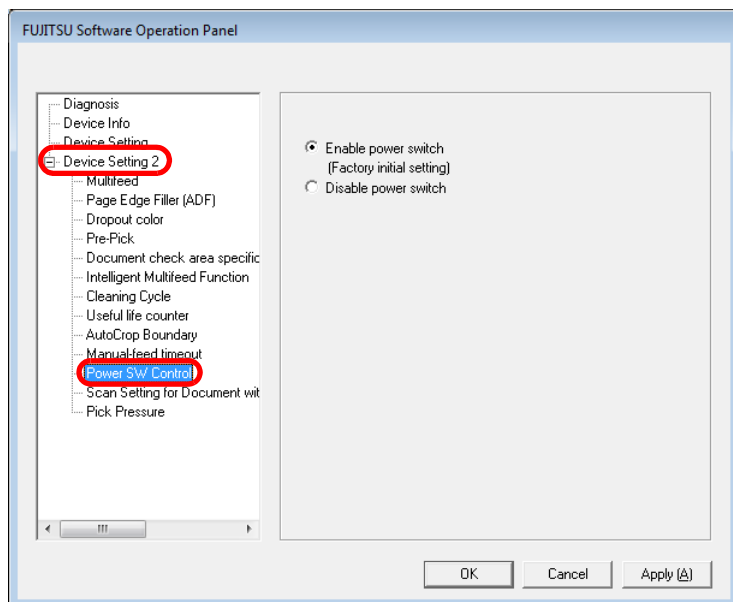 FUJITSU Software Operation Panel
Diagnosis
Device Info
Device Setting
Device Setting 2
Multifeed
Page Edge Filler (ADF)
Dropout color
Pre-Pick
Document check area specific
Intelligent Multifeed Function
Cleaning Cycle
Useful life counter
AutoCrop Boundary
Manual-feed timeout
Power SW Control
Scan Setting for Document wit
Pick Pressure
Enable power switch
(Factory initial setting)
Disable power switch
OK
Cancel
Apply (A)